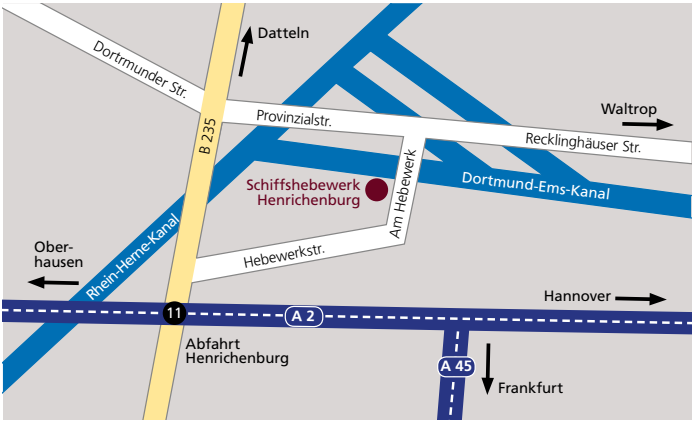 Datteln
Dortmunder Str.
B 235
Provinzialstr.
Waltrop
Recklinghäuser Str.
Schiffshebewerk
Henrichenburg
Am Hebewerk
Dortmund-Ems-Kanal
Rhein-Herne-Kanal
Hebewerkstr.
Ober-
hausen
Hannover
11
A 2
Abfahrt
Henrichenburg
A 45
Frankfurt